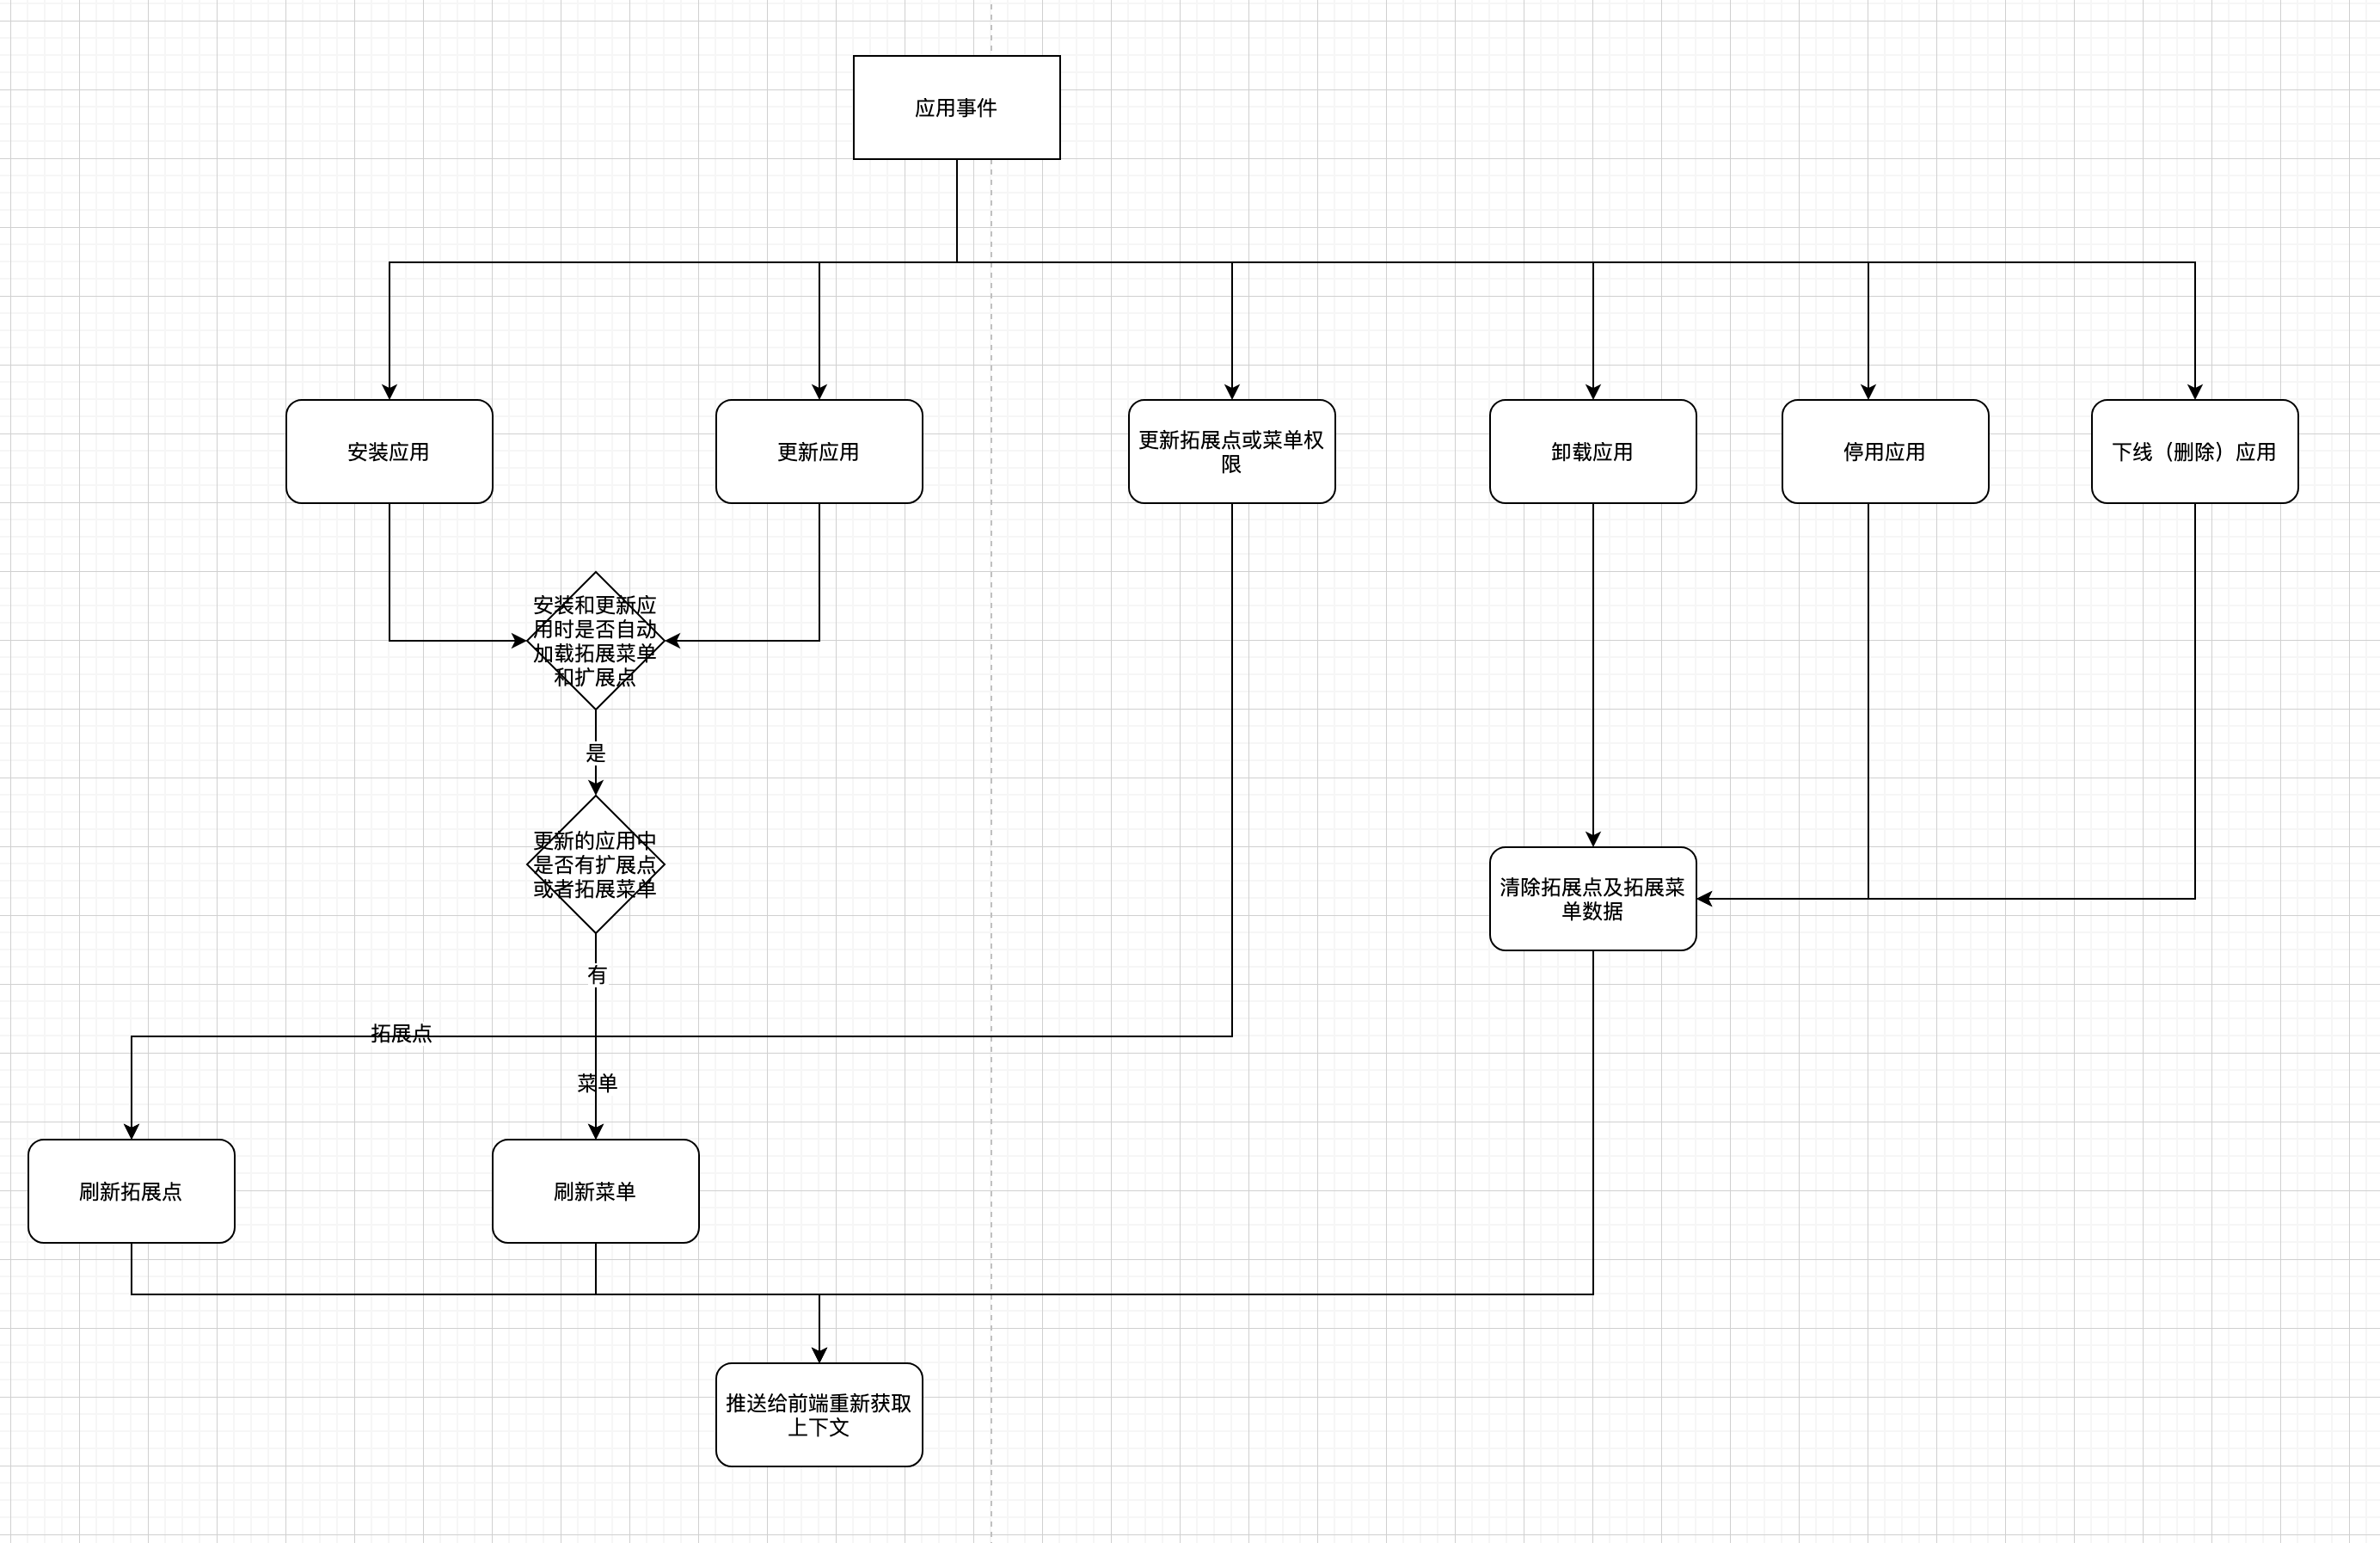 应用事件
安装应用
更新应用
更新拓展点或菜单权
限
卸载应用
停用应用
下线（删除）应用
安装和更新应
用时是否自动
加载拓展菜单
和扩展点
是
更新的应用中
是否有扩展点
或者拓展菜单
清除拓展点及拓展菜
单数据
有
拓展点
菜单
刷新拓展点
刷新菜单
推送给前端重新获取
上下文